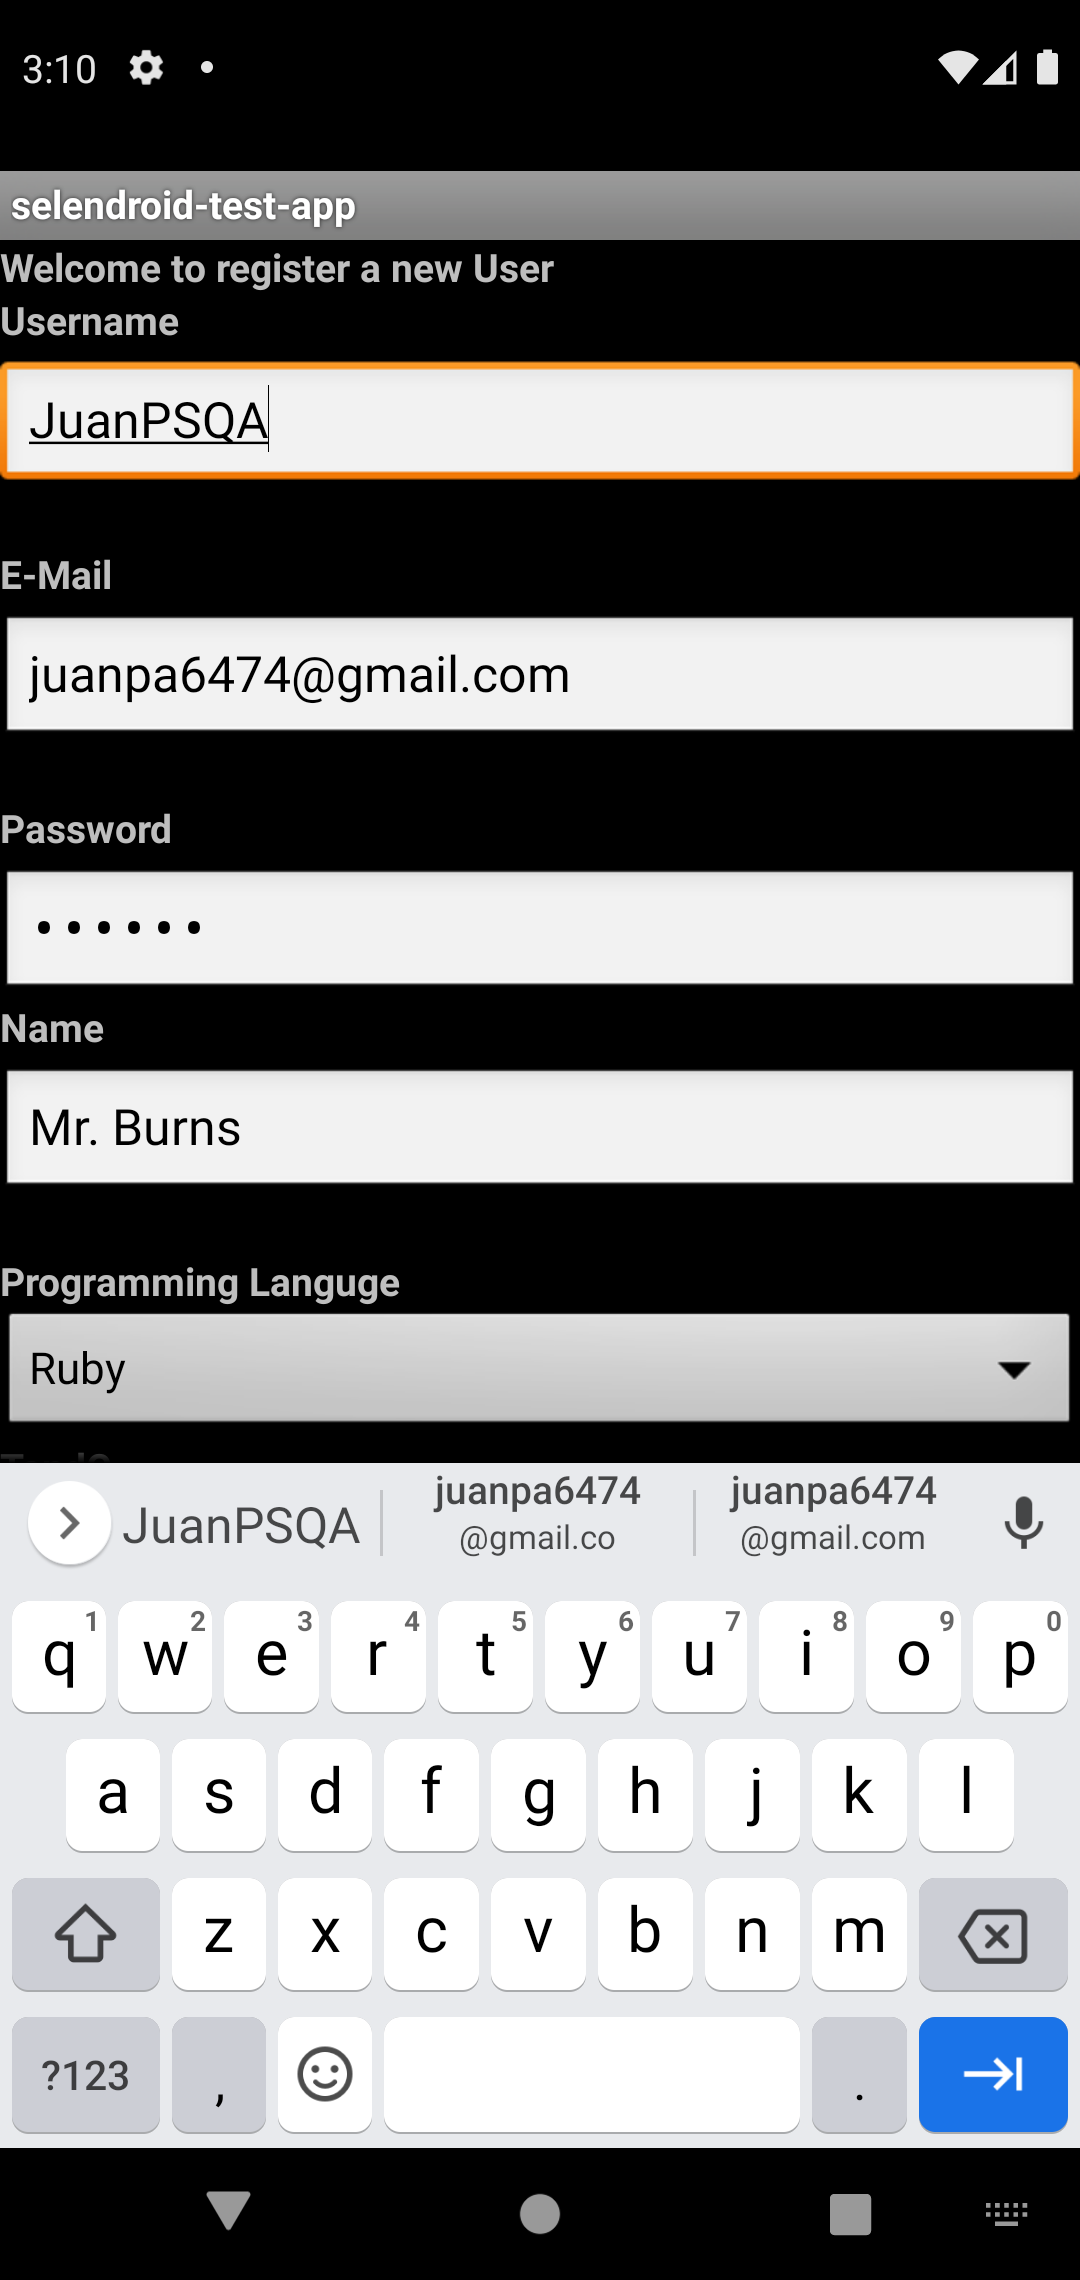 3:10
selendroid-test-app
Welcome to register a new User
Username
JuanPSQA
E-Mail
juanpa6474@gmail.com
Password
••••••
Name
Mr. Burns
Programming Languge
Ruby
JuanPSQA
juanpa6474
@gmail.co
juanpa6474
@gmail.com
q 1 w 2 e 3 r 4 t 5 y 6 u 7 i 8 o 9 p 0
a s d f g h j k l
z x c v b n m
?123 , .